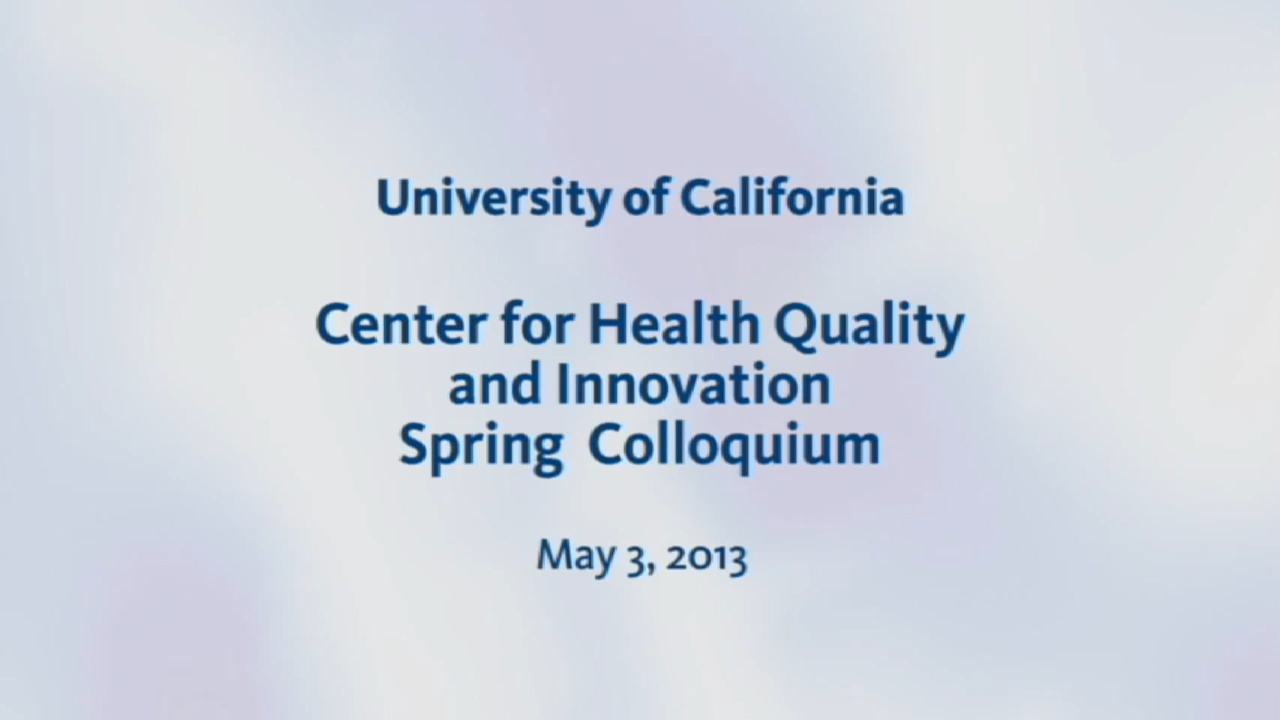 University of California
Center for Health Quality
and Innovation
Spring Colloquium
May 3, 2013